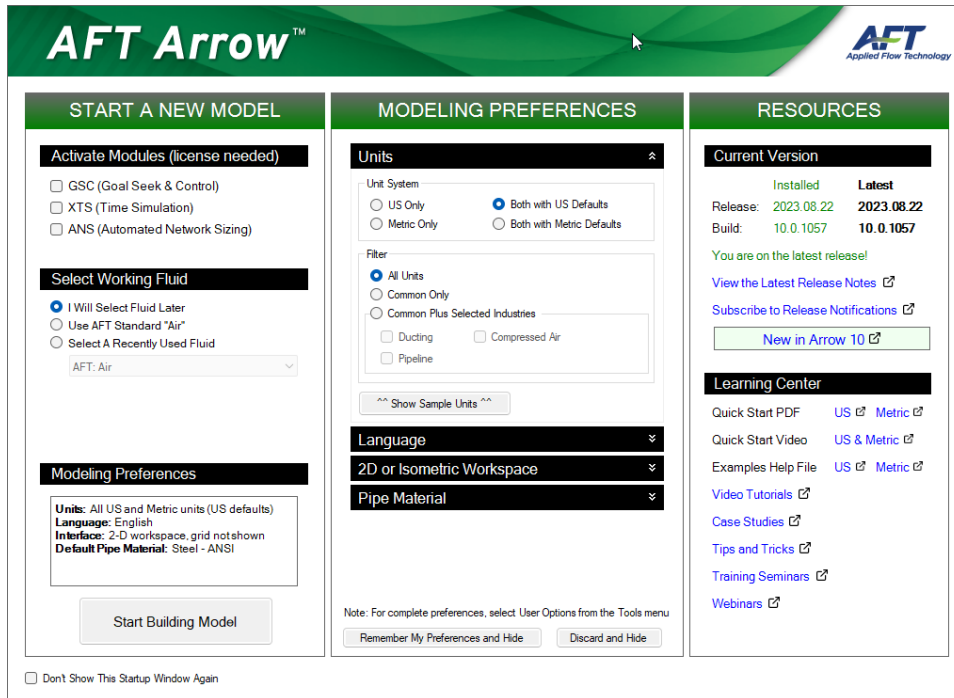 AFT Arrow™
AFT
Applied Flow Technology
START A NEW MODEL
Activate Modules (license needed)
GSC (Goal Seek & Control)
XTS (Time Simulation)
ANS (Automated Network Sizing)
Select Working Fluid
I Will Select Fluid Later
Use AFT Standard "Air"
Select A Recently Used Fluid
AFT: Air
Modeling Preferences
Units: All US and Metric units (US defaults)
Language: English
Interface: 2-D workspace, grid not shown
Default Pipe Material: Steel - ANSI
Start Building Model
Don't Show This Startup Window Again
MODELING PREFERENCES
Units
Unit System
US Only Both with US Defaults
Metric Only Both with Metric Defaults
Filter
All Units
Common Only
Common Plus Selected Industries
Ducting Compressed Air
Pipeline
^^ Show Sample Units ^^
Language
2D or Isometric Workspace
Pipe Material
Note: For complete preferences, select User Options from the Tools menu
Remember My Preferences and Hide Discard and Hide
RESOURCES
Current Version
Installed Latest
Release: 2023.08.22 2023.08.22
Build: 10.0.1057 10.0.1057
You are on the latest release!
View the Latest Release Notes
Subscribe to Release Notifications
New in Arrow 10
Learning Center
Quick Start PDF US Metric
Quick Start Video US & Metric
Examples Help File US Metric
Video Tutorials
Case Studies
Tips and Tricks
Training Seminars
Webinars